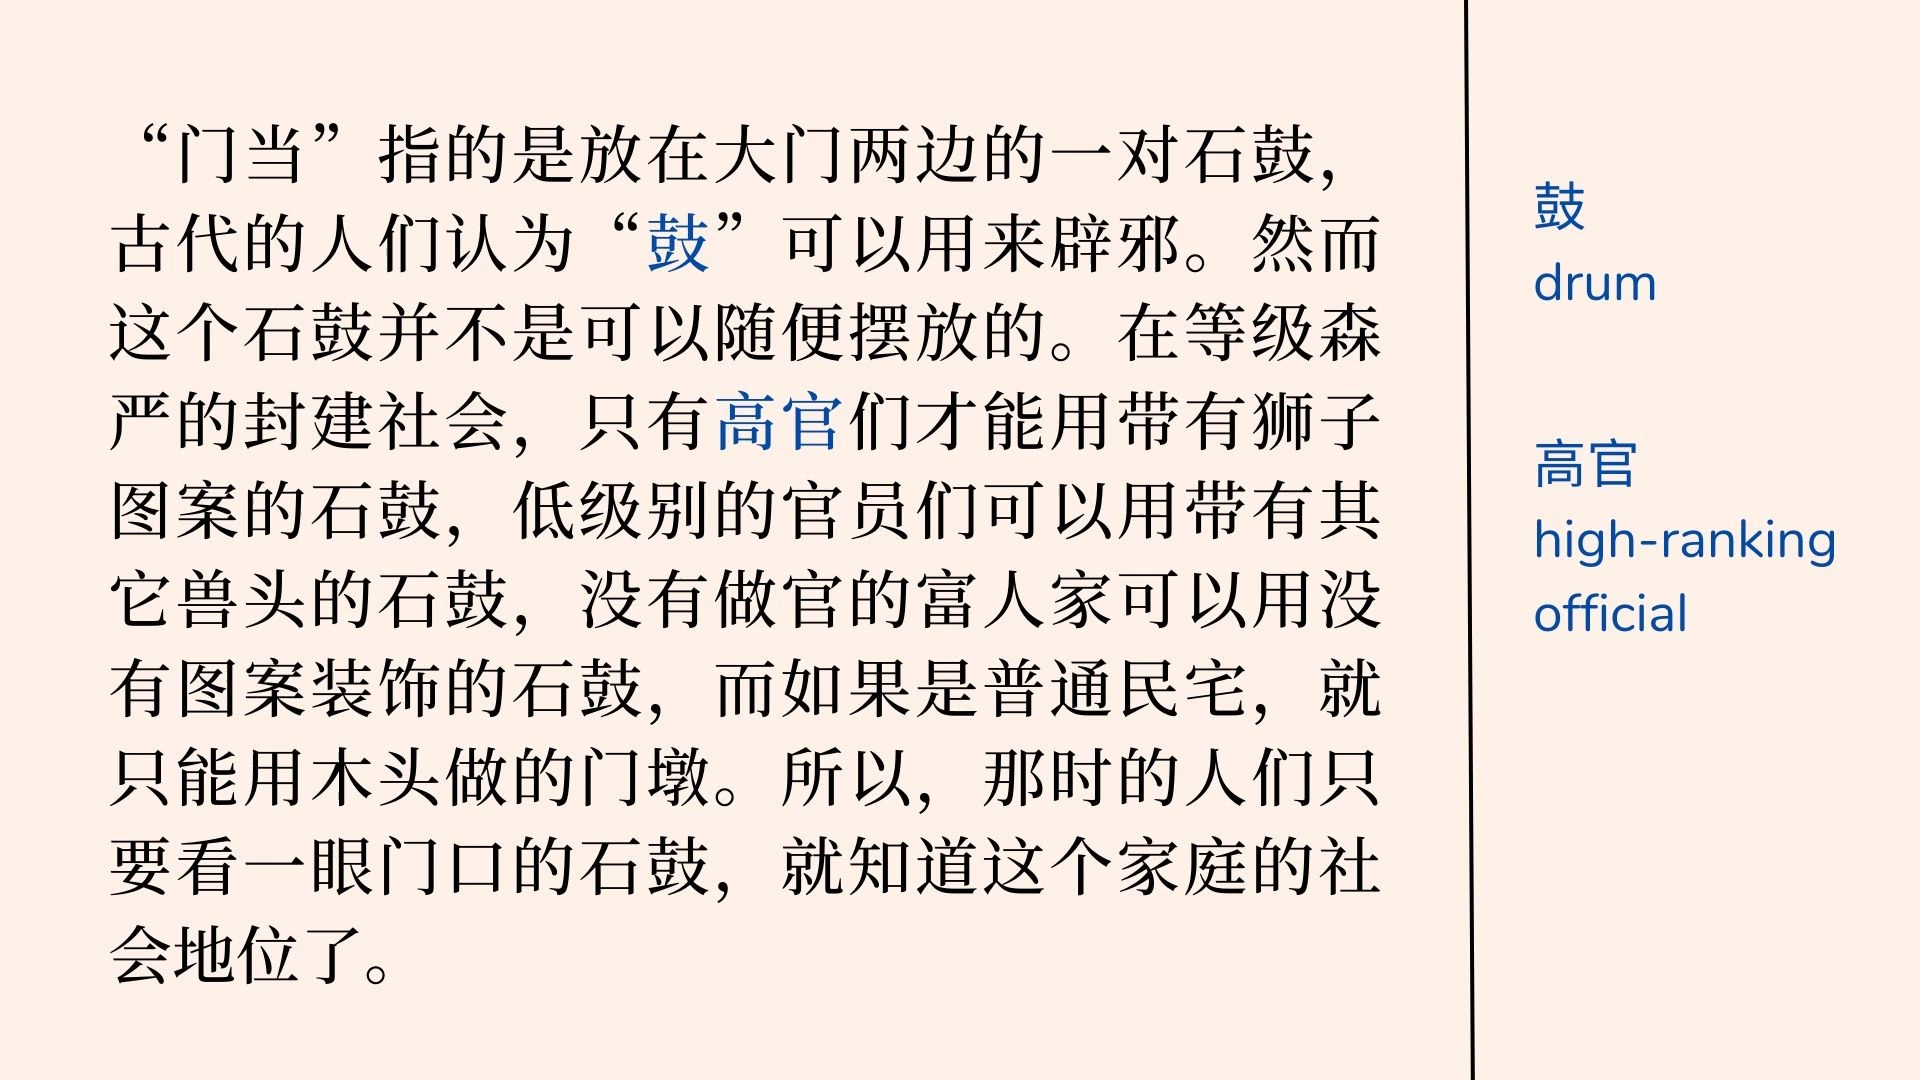 “门当”指的是放在大门两边的一对石鼓，
古代的人们认为“鼓”可以用来辟邪。然而
这个石鼓并不是可以随便摆放的。在等级森
严的封建社会，只有高官们才能用带有狮子
图案的石鼓，低级别的官员们可以用带有其
它兽头的石鼓，没有做官的富人家可以用没
有图案装饰的石鼓，而如果是普通民宅，就
只能用木头做的门墩。所以，那时的人们只
要看一眼门口的石鼓，就知道这个家庭的社
会地位了。
鼓
drum
高官
high-ranking
official